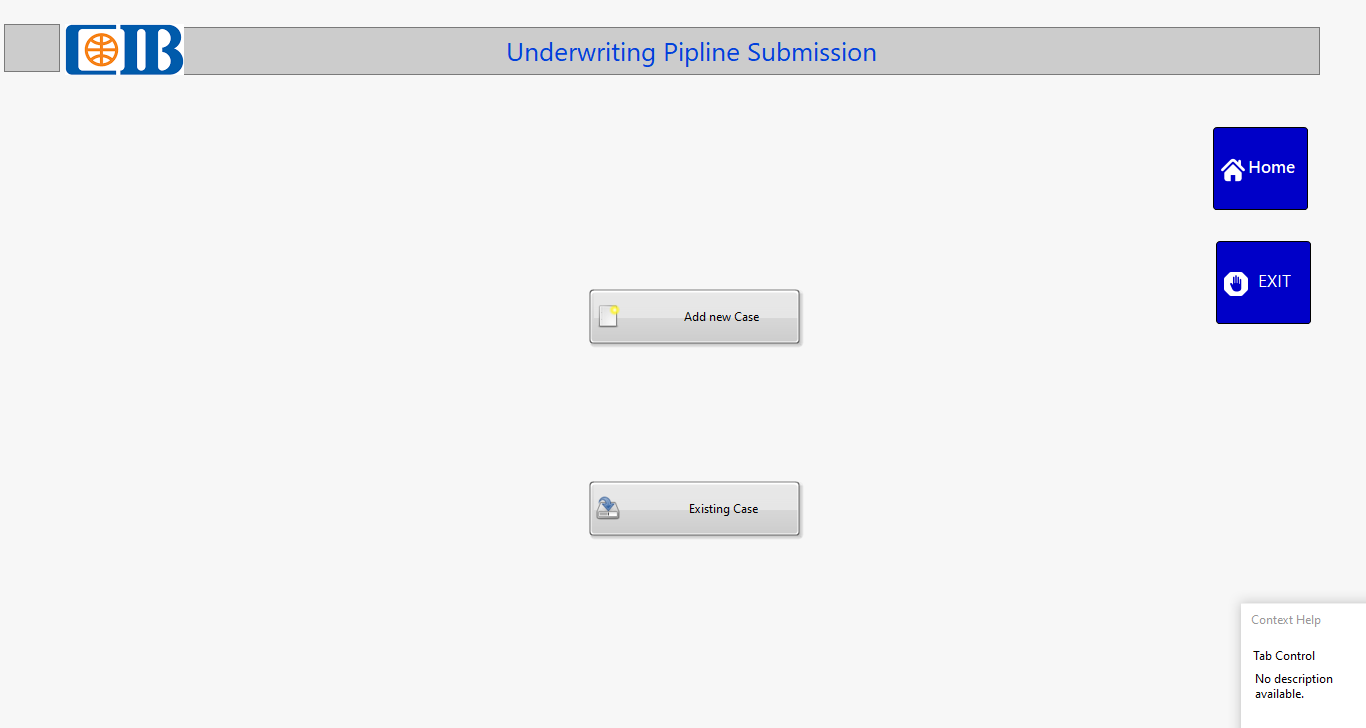 CIB
Underwriting Pipline Submission
Home
EXIT
Add new Case
Existing Case
Context Help
Tab Control
No description
available.